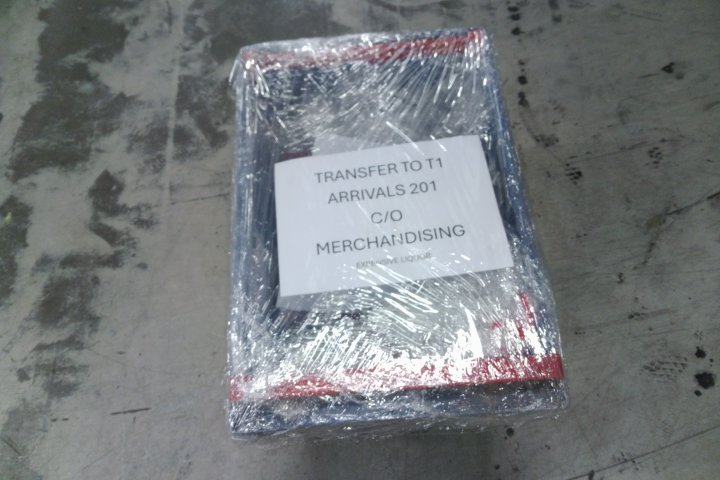 TRANSFER TO T1
ARRIVALS 201
C/O
MERCHANDISING
EXPENSIVE LIQUOR